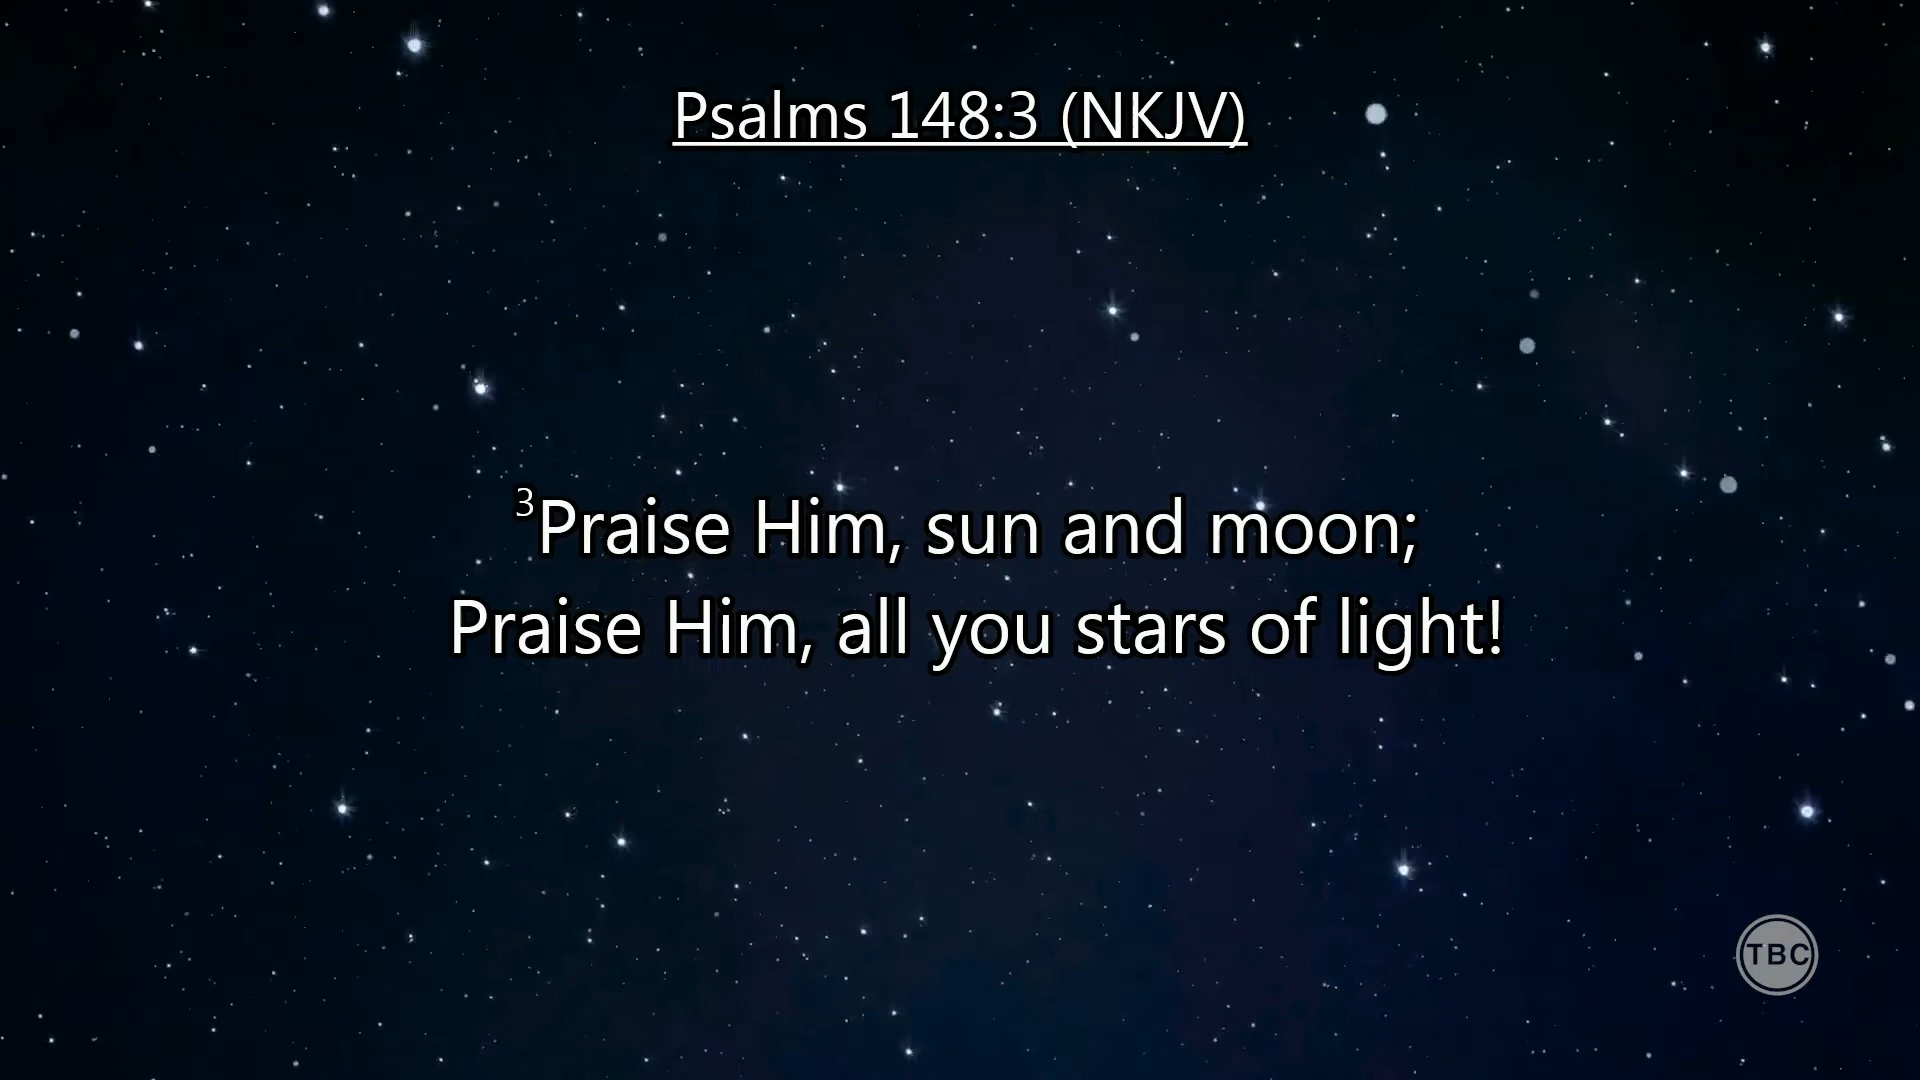 Psalms 148:3 (NKJV)
³Praise Him, sun and moon;
Praise Him, all you stars of light!
TBC